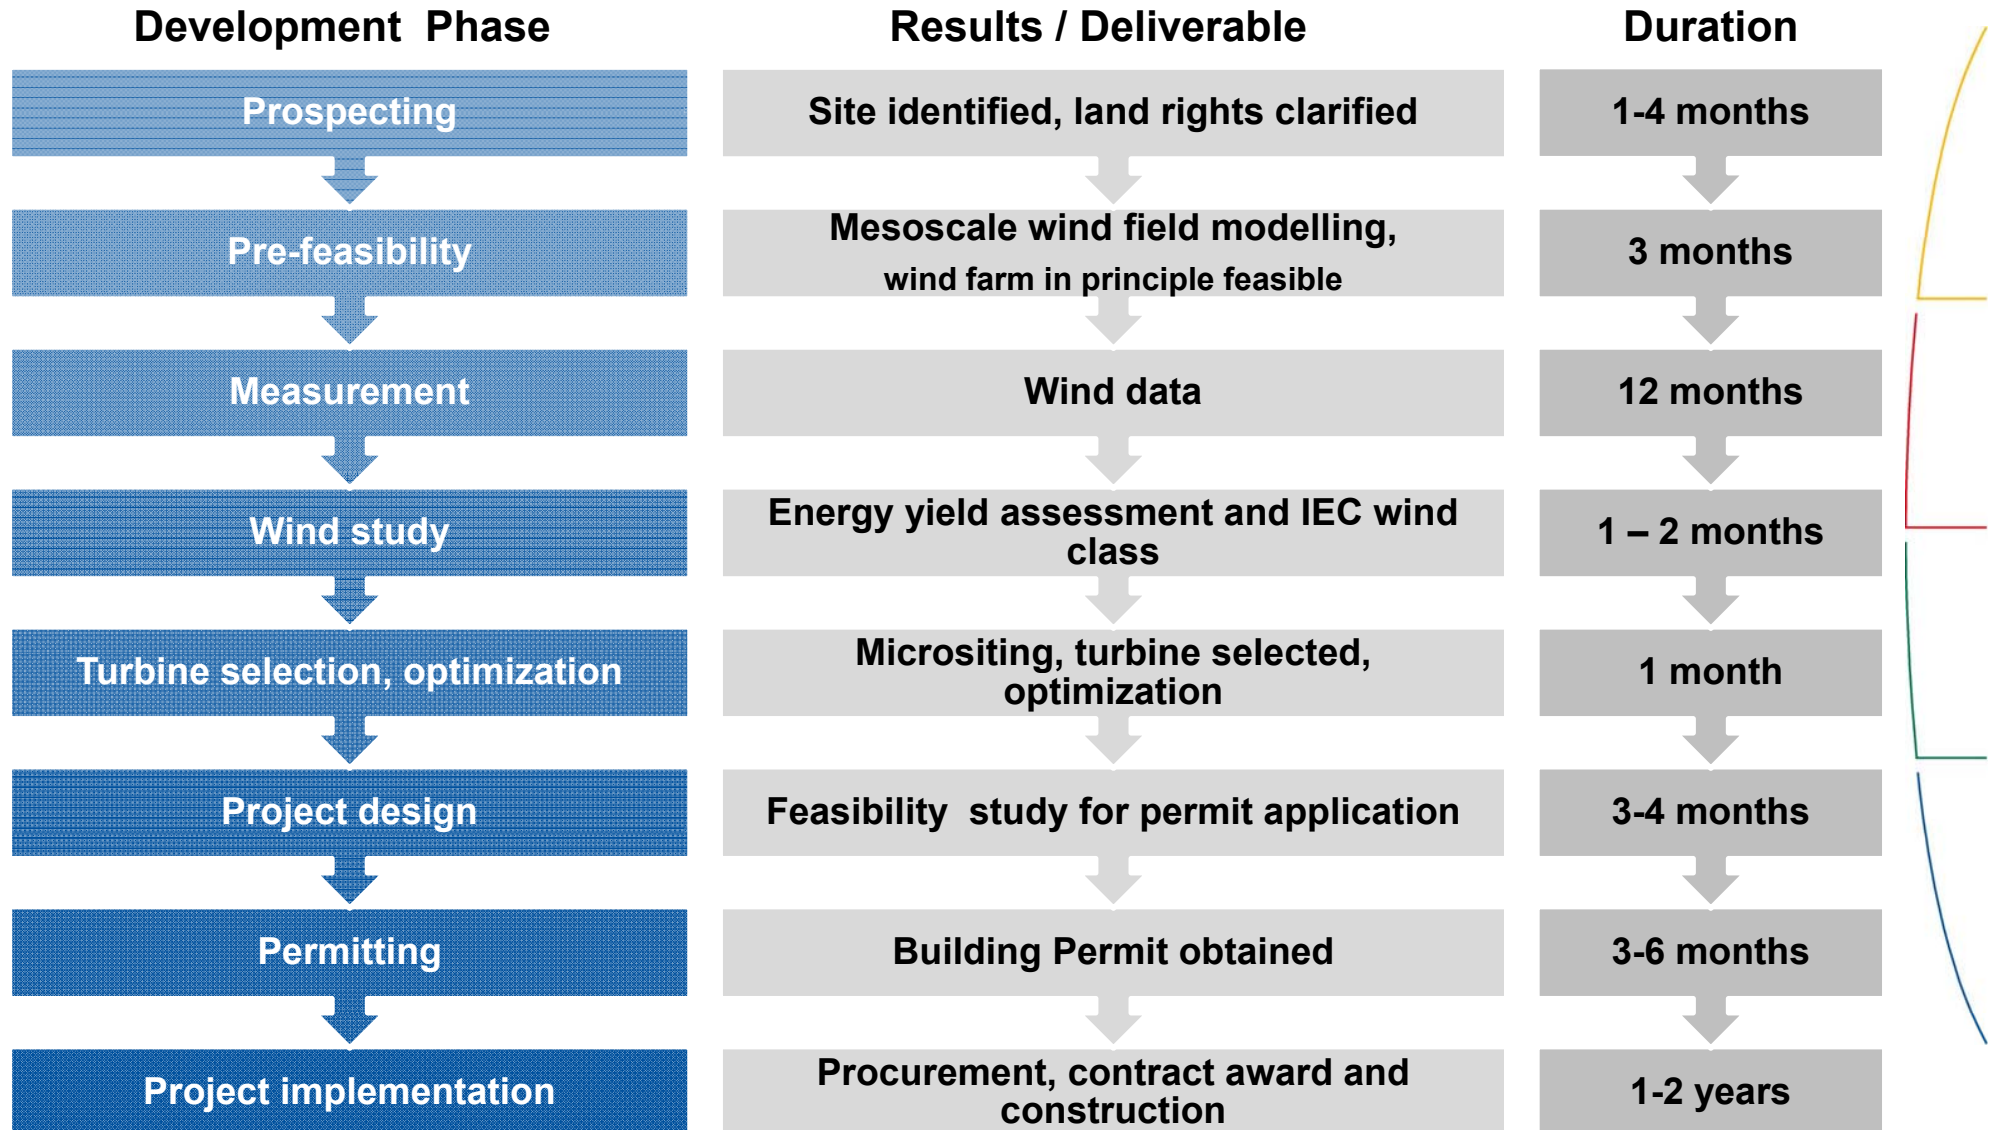 Development  Phase
Results / Deliverable
Duration
Prospecting
Site identified, land rights clarified
1-4 months
Pre-feasibility
Mesoscale wind field modelling,
wind farm in principle feasible
3 months
Measurement
Wind data
12 months
Wind study
Energy yield assessment and IEC wind
class
1 – 2 months
Turbine selection, optimization
Micrositing, turbine selected,
optimization
1 month
Project design
Feasibility  study for permit application
3-4 months
Permitting
Building Permit obtained
3-6 months
Project implementation
Procurement, contract award and
construction
1-2 years